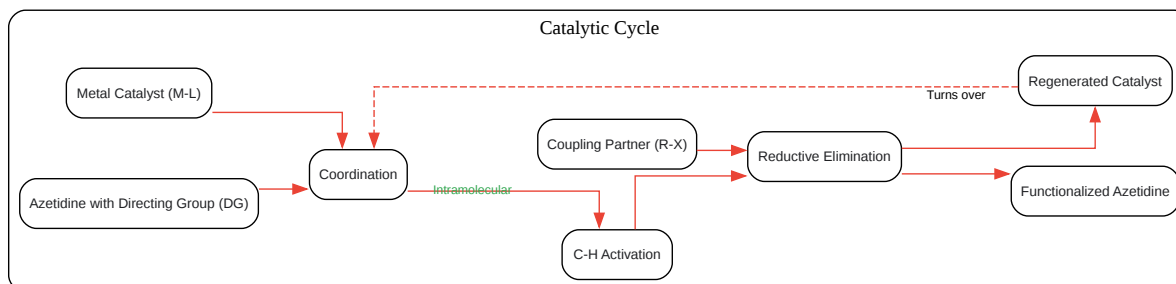 Catalytic Cycle
Metal Catalyst (M-L)
Regenerated Catalyst
Turns over
Coupling Partner (R-X)
Reductive Elimination
Coordination
Intramolecular
Azetidine with Directing Group (DG)
Functionalized Azetidine
C-H Activation